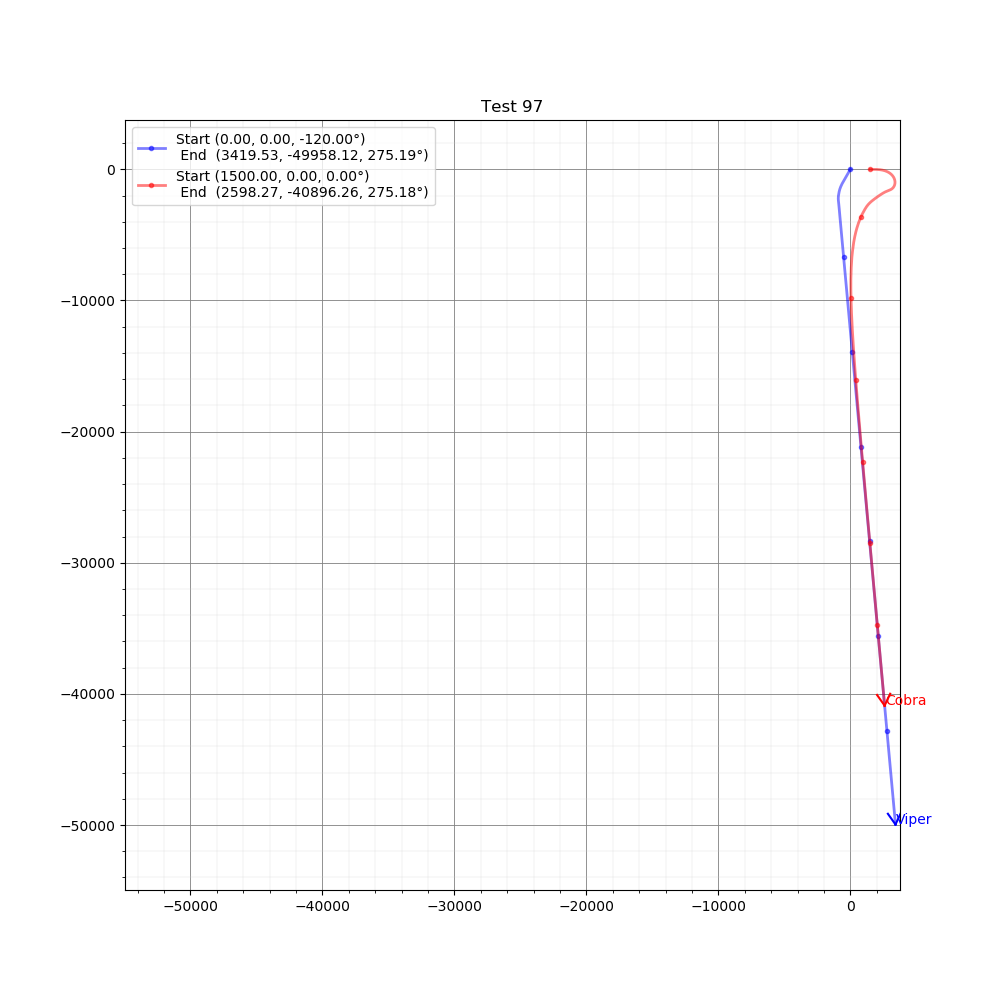 Test 97
Start (0.00, 0.00, -120.00°)
End (3419.53, -49958.12, 275.19°)
Start (1500.00, 0.00, 0.00°)
End (2598.27, -40896.26, 275.18°)
0
−10000
−20000
−30000
−40000
−50000
Cobra
Viper
−50000 −40000 −30000 −20000 −10000 0